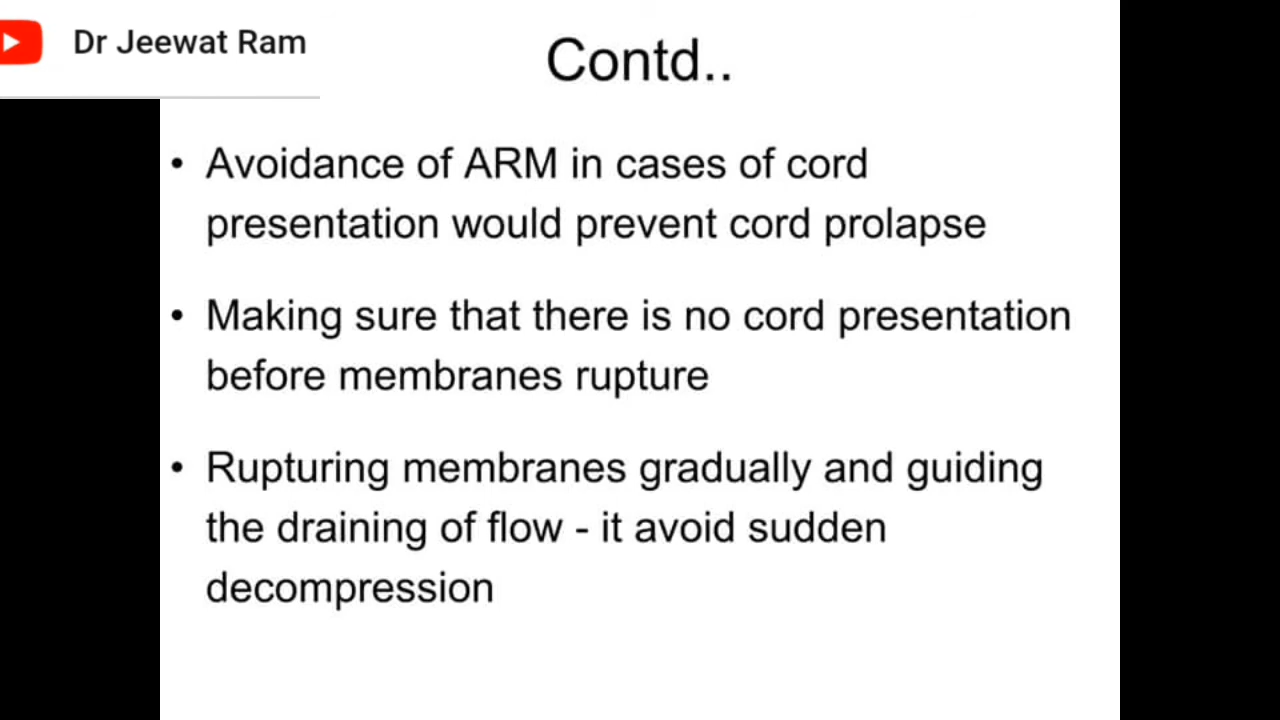 Dr Jeewat Ram
Contd..
• Avoidance of ARM in cases of cord
presentation would prevent cord prolapse
• Making sure that there is no cord presentation
before membranes rupture
• Rupturing membranes gradually and guiding
the draining of flow - it avoid sudden
decompression